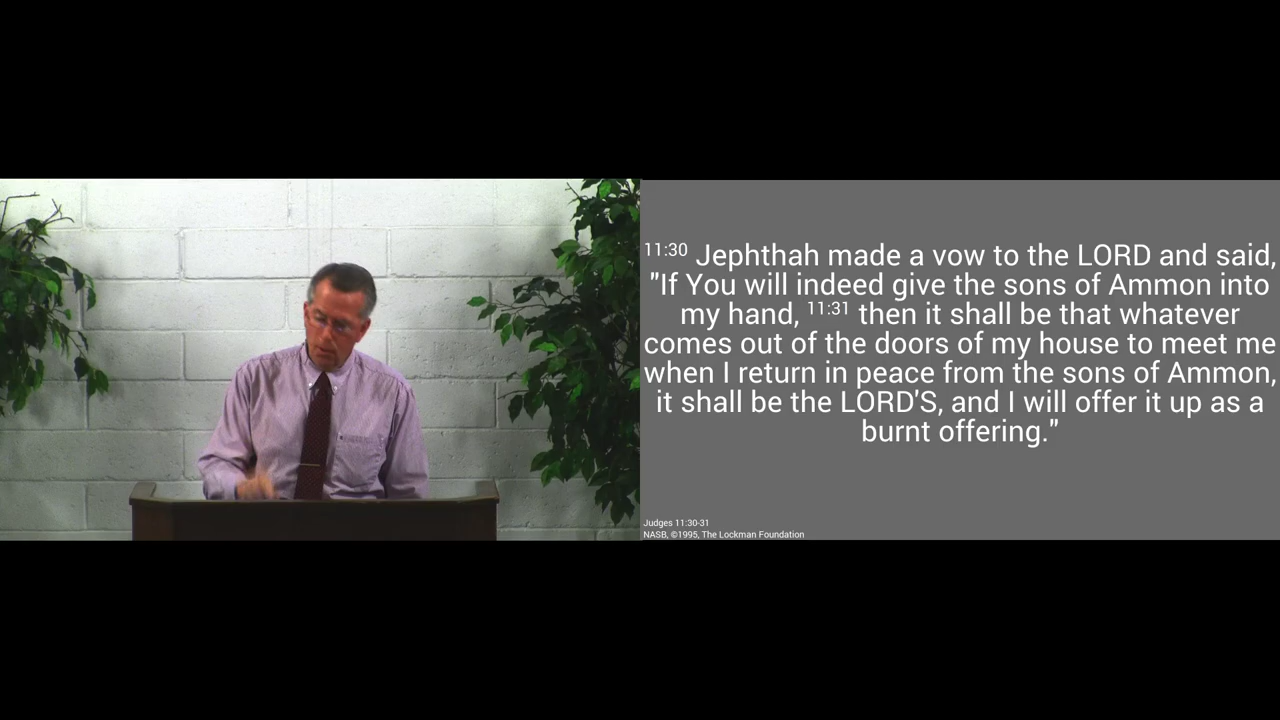 11:30 Jephthah made a vow to the LORD and said,
"If You will indeed give the sons of Ammon into
my hand, 11:31 then it shall be that whatever
comes out of the doors of my house to meet me
when I return in peace from the sons of Ammon,
it shall be the LORD'S, and I will offer it up as a
burnt offering."
Judges 11:30-31
NASB, ©1995, The Lockman Foundation